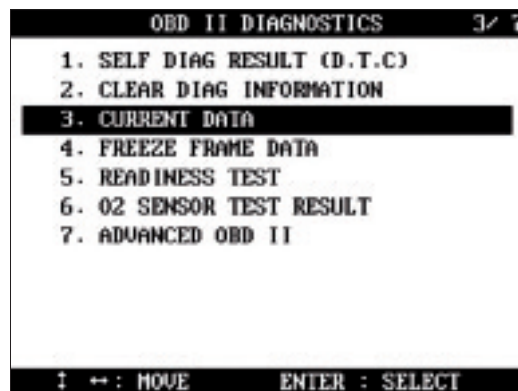 OBD II DIAGNOSTICS 3/ 7
1. SELF DIAG RESULT (D.T.C)
2. CLEAR DIAG INFORMATION
3. CURRENT DATA
4. FREEZE FRAME DATA
5. READINESS TEST
6. O2 SENSOR TEST RESULT
7. ADVANCED OBD II
↕ ↔: MOVE ENTER : SELECT